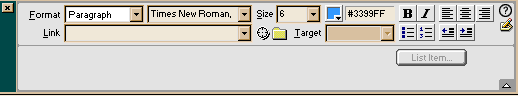 Format Paragraph Times New Roman, Size 6 #3399FF B I
Link Target
List Item...